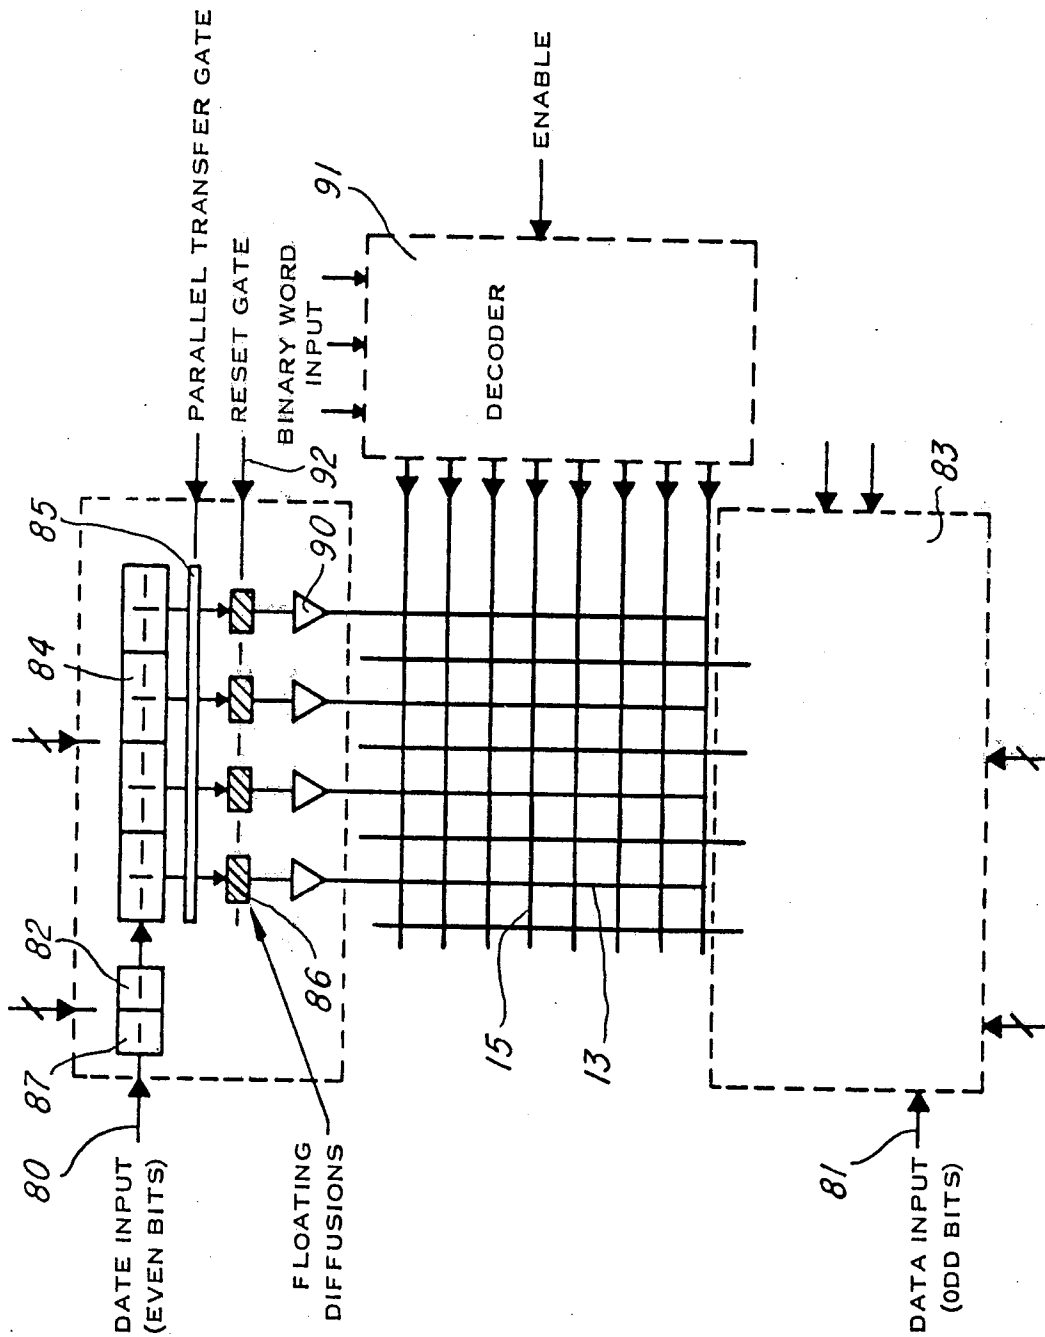 DATE INPUT
(EVEN BITS)
80
87
82
84
85
PARALLEL TRANSFER GATE
RESET GATE
92
BINARY WORD
INPUT
91
90
86
FLOATING
DIFFUSIONS
DECODER
ENABLE
15
13
83
81
DATA INPUT
(ODD BITS)